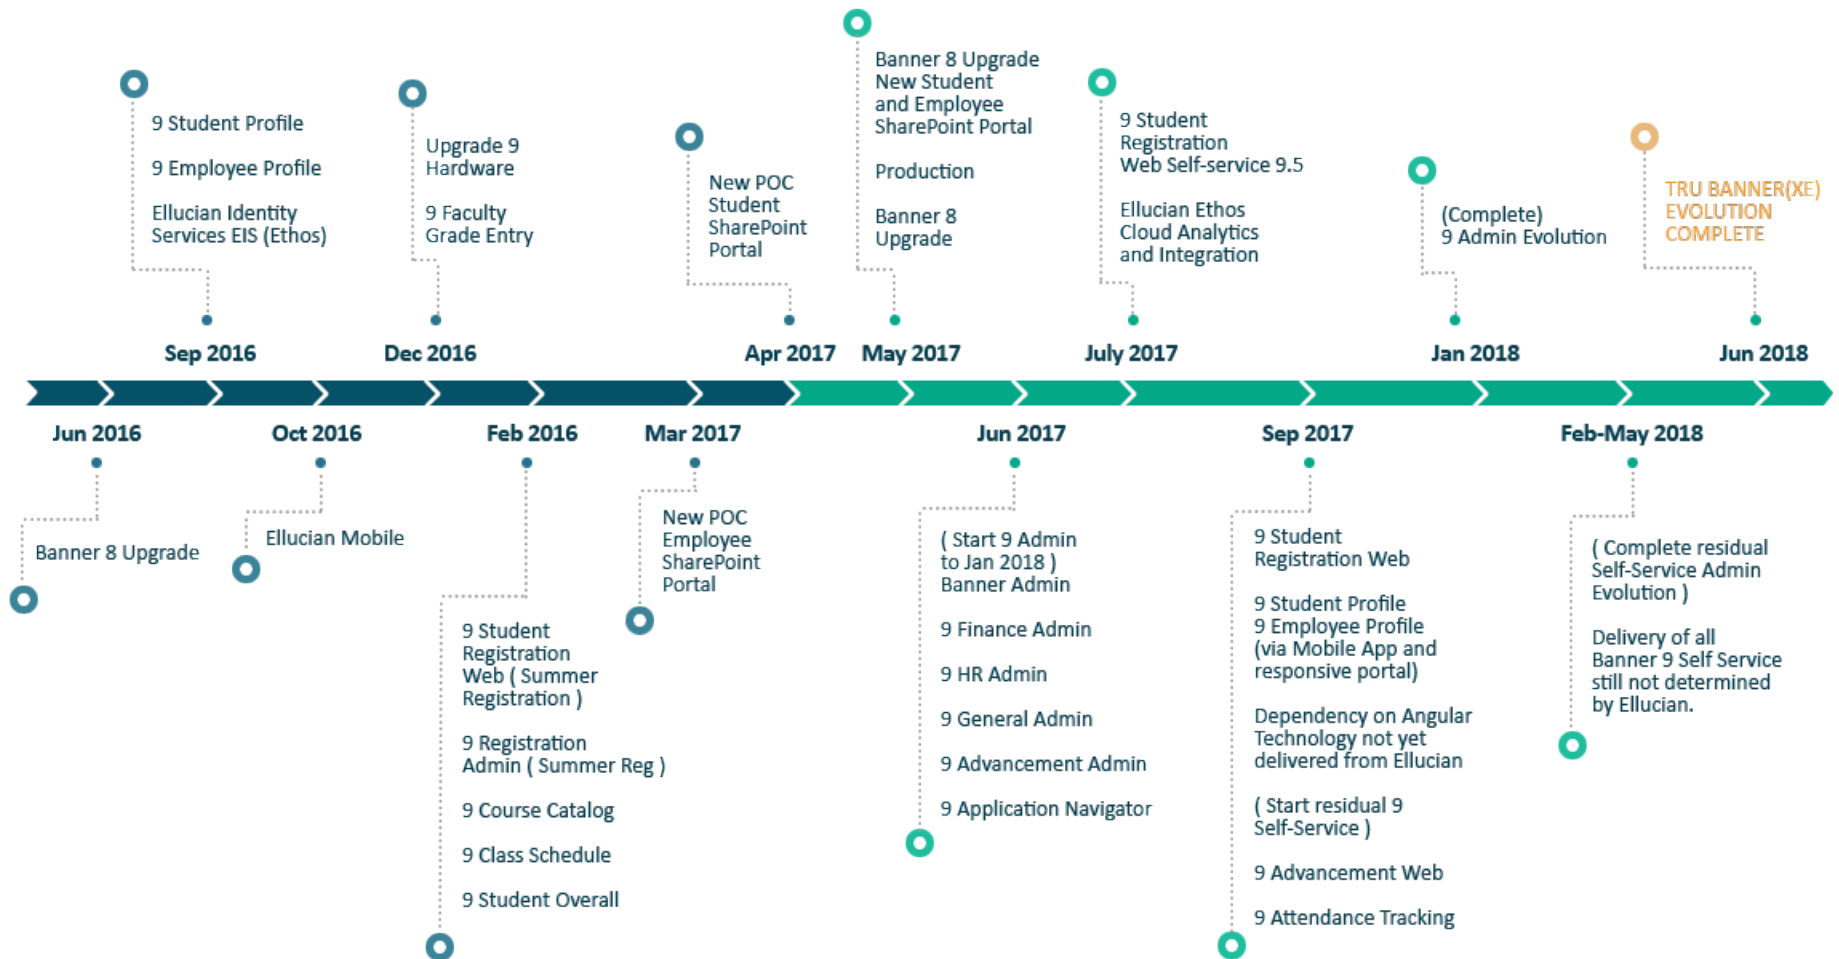 Banner 8 Upgrade
New Student
and Employee
SharePoint Portal
Production
Banner 8
Upgrade
9 Student Profile
9 Employee Profile
Ellucian Identity
Services EIS (Ethos)
Upgrade 9
Hardware
9 Faculty
Grade Entry
New POC
Student
SharePoint
Portal
9 Student
Registration
Web Self-service 9.5
Ellucian Ethos
Cloud Analytics
and Integration
(Complete)
9 Admin Evolution
TRU BANNER(XE)
EVOLUTION
COMPLETE
Sep 2016
Dec 2016
Apr 2017
May 2017
July 2017
Jan 2018
Jun 2018
Jun 2016
Oct 2016
Feb 2016
Mar 2017
Jun 2017
Sep 2017
Feb-May 2018
Banner 8 Upgrade
Ellucian Mobile
9 Student
Registration
Web ( Summer
Registration )
9 Registration
Admin ( Summer Reg )
9 Course Catalog
9 Class Schedule
9 Student Overall
New POC
Employee
SharePoint
Portal
( Start 9 Admin
to Jan 2018 )
Banner Admin
9 Finance Admin
9 HR Admin
9 General Admin
9 Advancement Admin
9 Application Navigator
9 Student
Registration Web
9 Student Profile
9 Employee Profile
(via Mobile App and
responsive portal)
Dependency on Angular
Technology not yet
delivered from Ellucian
( Start residual 9
Self-Service )
9 Advancement Web
9 Attendance Tracking
( Complete residual
Self-Service Admin
Evolution )
Delivery of all
Banner 9 Self Service
still not determined
by Ellucian.